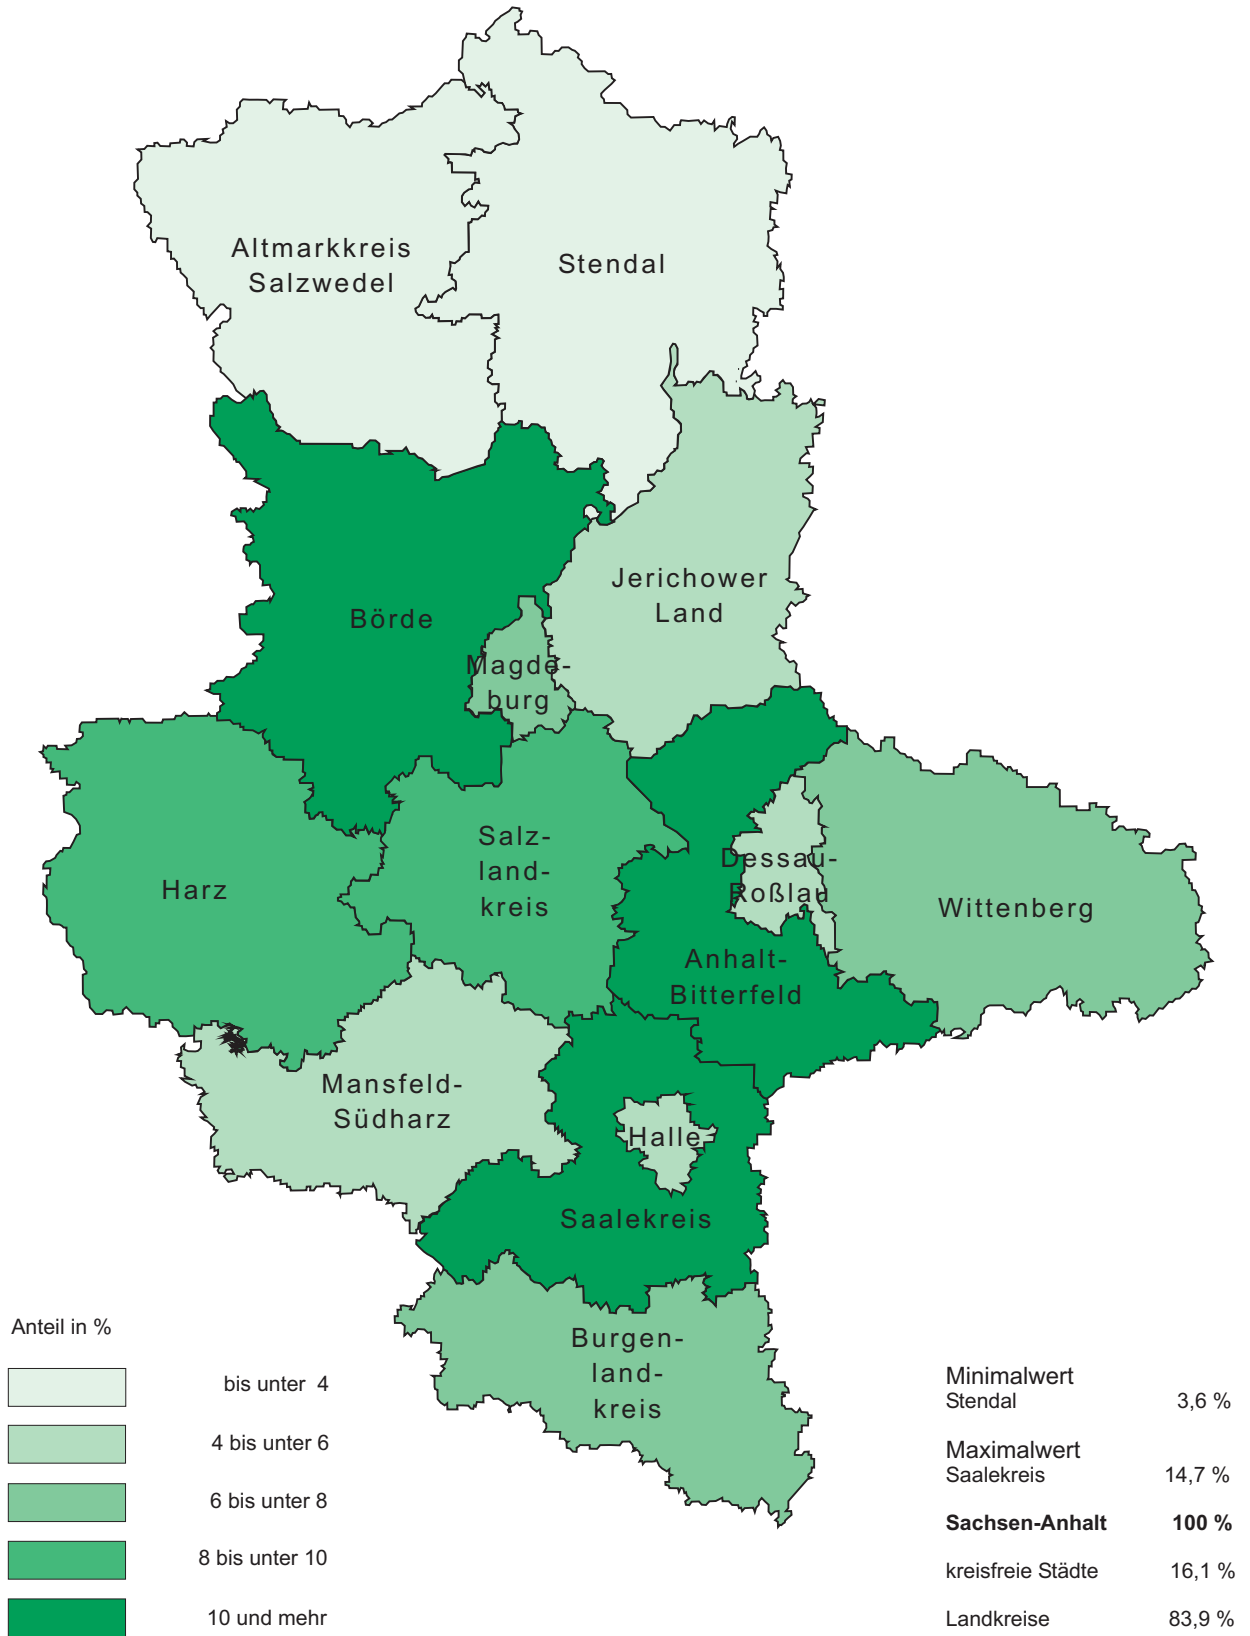 Altmarkkreis
Salzwedel
Stendal
Jerichower
Land
Börde
Magde-
burg
Salz-
land-
kreis
Harz
Dessau-
Roßlau
Wittenberg
Anhalt-
Bitterfeld
Mansfeld-
Südharz
Halle
Saalekreis
Burgen-
land-
kreis
Anteil in %
bis unter 4
4 bis unter 6
6 bis unter 8
8 bis unter 10
10 und mehr
Minimalwert
Stendal 3,6 %
Maximalwert
Saalekreis 14,7 %
Sachsen-Anhalt 100 %
kreisfreie Städte 16,1 %
Landkreise 83,9 %